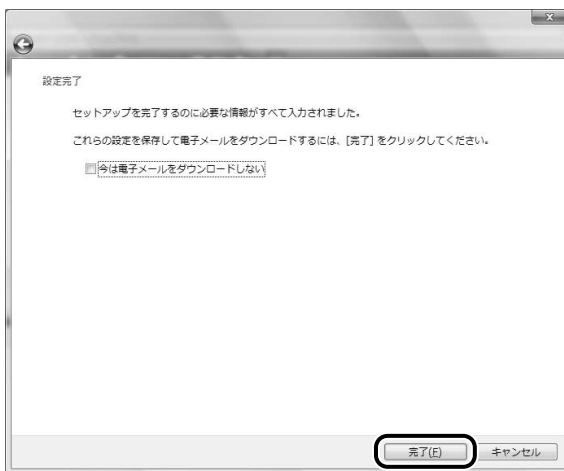 設定完了
セットアップを完了するのに必要な情報がすべて入力されました。
これらの設定を保存して電子メールをダウンロードするには、[完了] をクリックしてください。
今は電子メールをダウンロードしない
完了(F) キャンセル